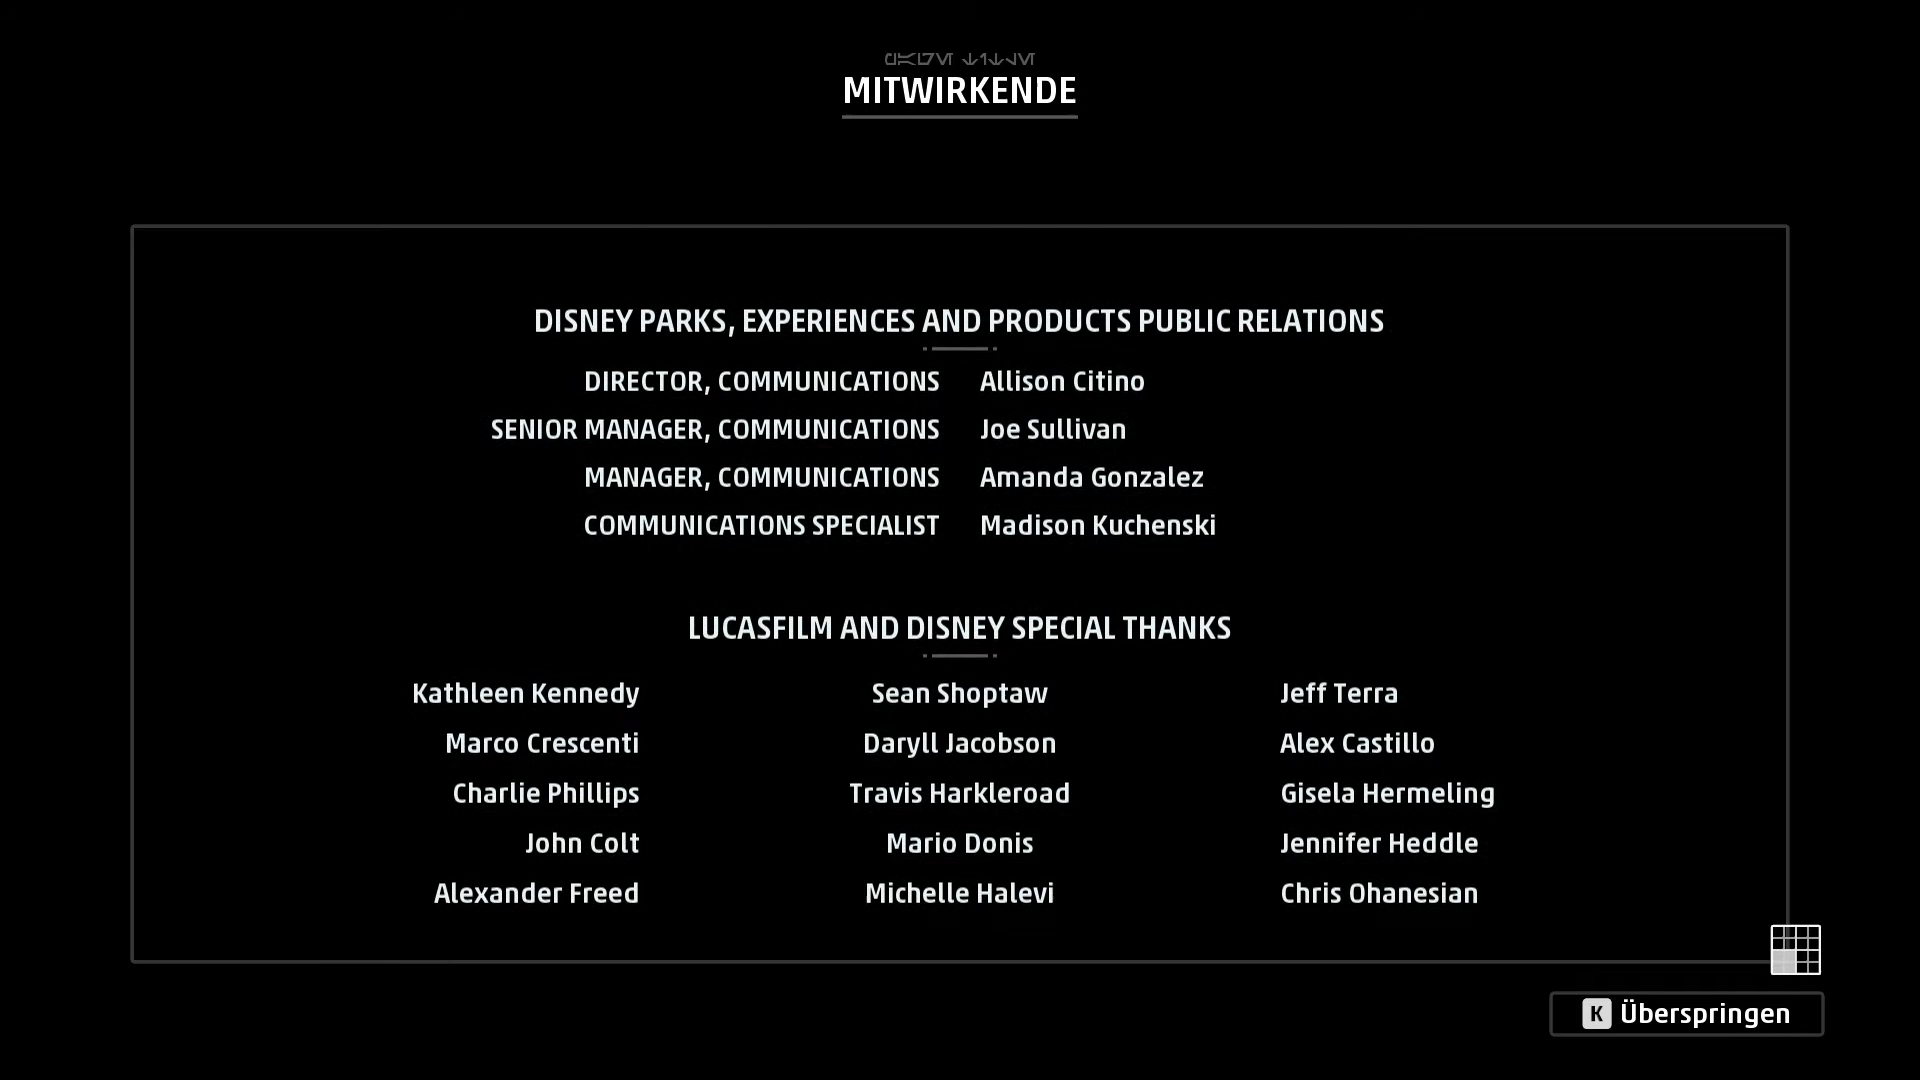 MITWIRKENDE
DISNEY PARKS, EXPERIENCES AND PRODUCTS PUBLIC RELATIONS
DIRECTOR, COMMUNICATIONS Allison Citino
SENIOR MANAGER, COMMUNICATIONS Joe Sullivan
MANAGER, COMMUNICATIONS Amanda Gonzalez
COMMUNICATIONS SPECIALIST Madison Kuchenski
LUCASFILM AND DISNEY SPECIAL THANKS
Kathleen Kennedy Sean Shoptaw Jeff Terra
Marco Crescenti Daryll Jacobson Alex Castillo
Charlie Phillips Travis Harkleroad Gisela Hermeling
John Colt Mario Donis Jennifer Heddle
Alexander Freed Michelle Halevi Chris Ohanesian
K Überspringen